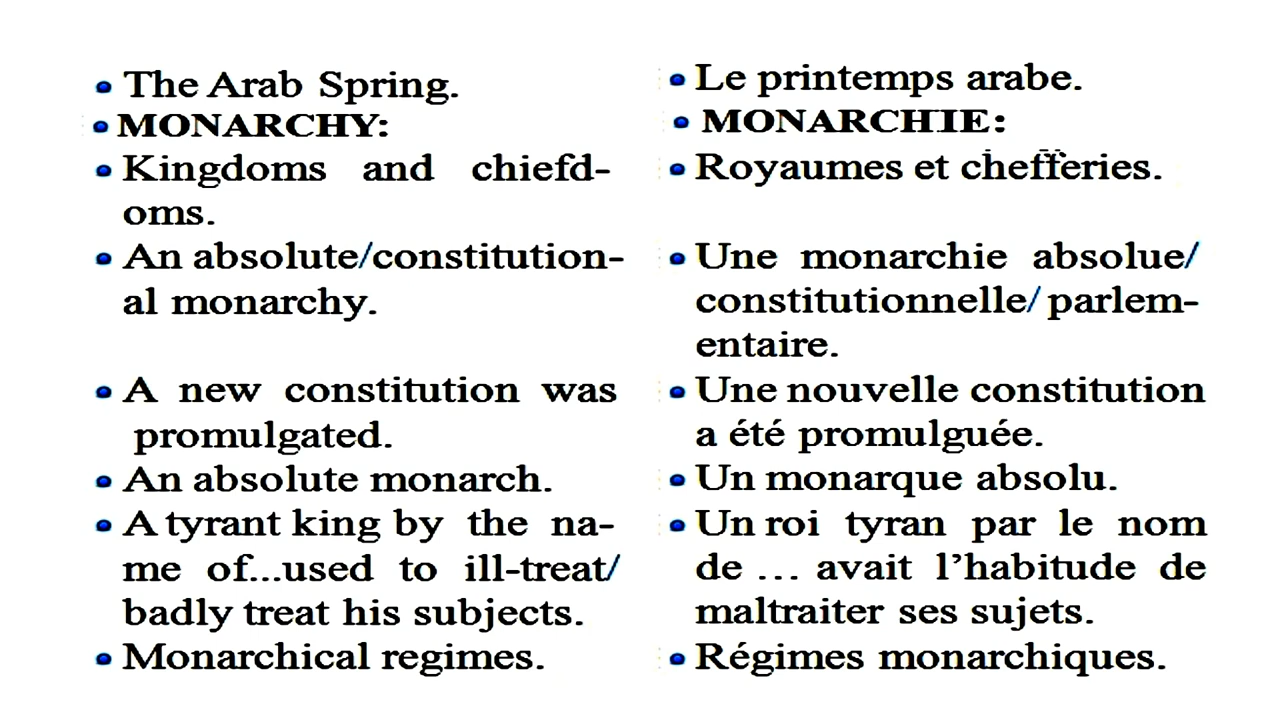 • The Arab Spring.
• MONARCHY:
• Kingdoms and chiefd-
oms.
• An absolute/constitution-
al monarchy.
• A new constitution was
promulgated.
• An absolute monarch.
• A tyrant king by the na-
me of...used to ill-treat/
badly treat his subjects.
• Monarchical regimes.
• Le printemps arabe.
• MONARCHIE:
• Royaumes et chefferies.
• Une monarchie absolue/
constitutionnelle/ parlem-
entaire.
• Une nouvelle constitution
a été promulguée.
• Un monarque absolu.
• Un roi tyran par le nom
de ... avait l’habitude de
maltraiter ses sujets.
• Régimes monarchiques.